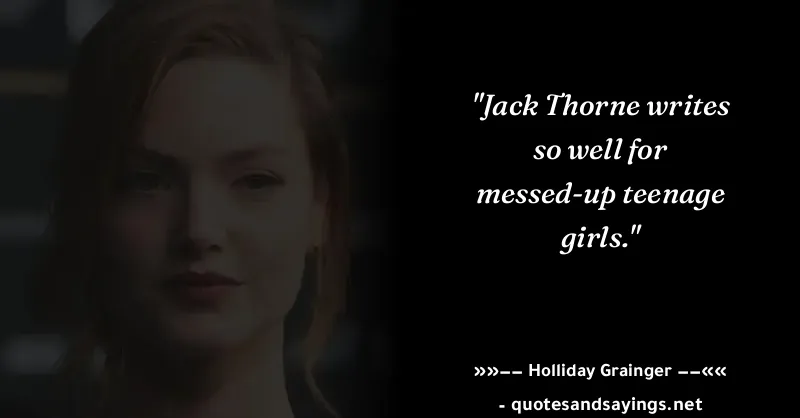 "Jack Thorne writes
so well for
messed-up teenage
girls."
»»–– Holliday Grainger ––««
- quotesandsayings.net